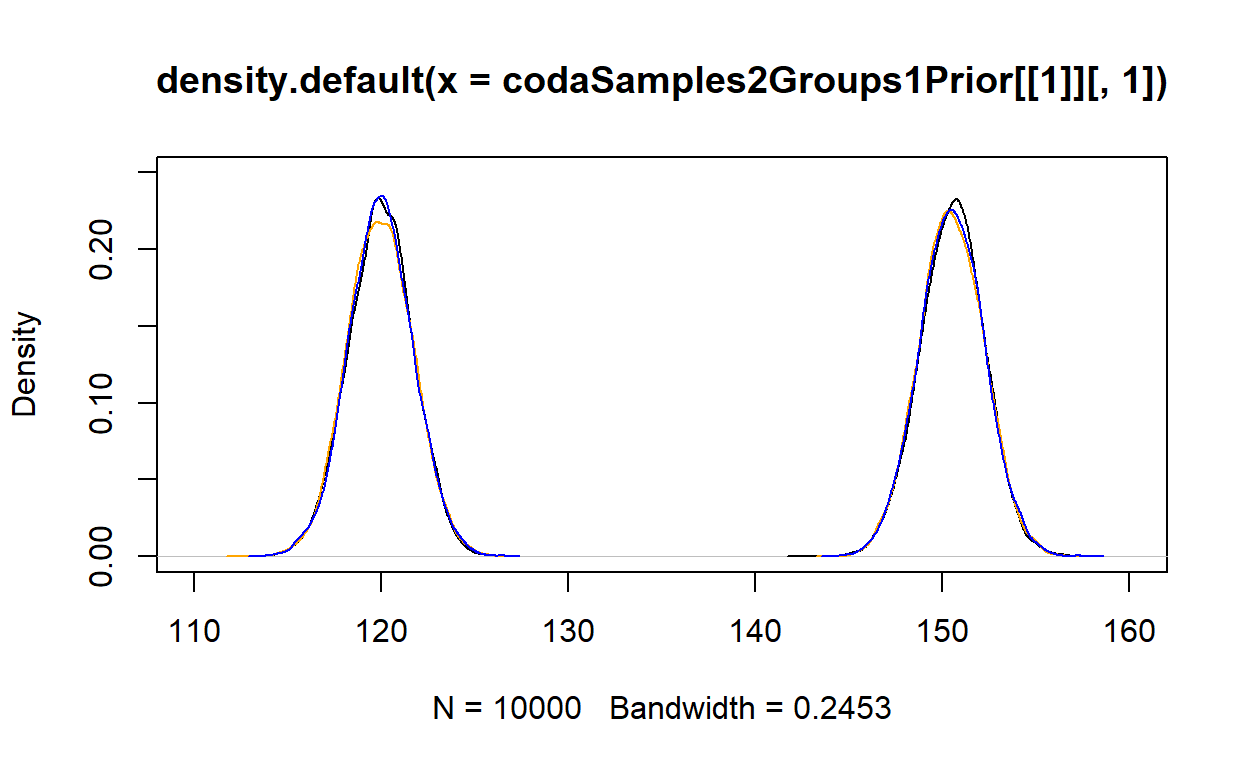 density.default(x = codaSamples2Groups1Prior[[1]][, 1])
Density
0.20
0.10
0.00
110 120 130 140 150 160
N = 10000 Bandwidth = 0.2453